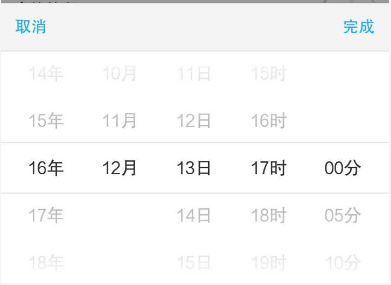 取消 完成
14年 10月 11日 15时
15年 11月 12日 16时
16年 12月 13日 17时 00分
17年 14日 18时 05分
18年 15日 19时 10分